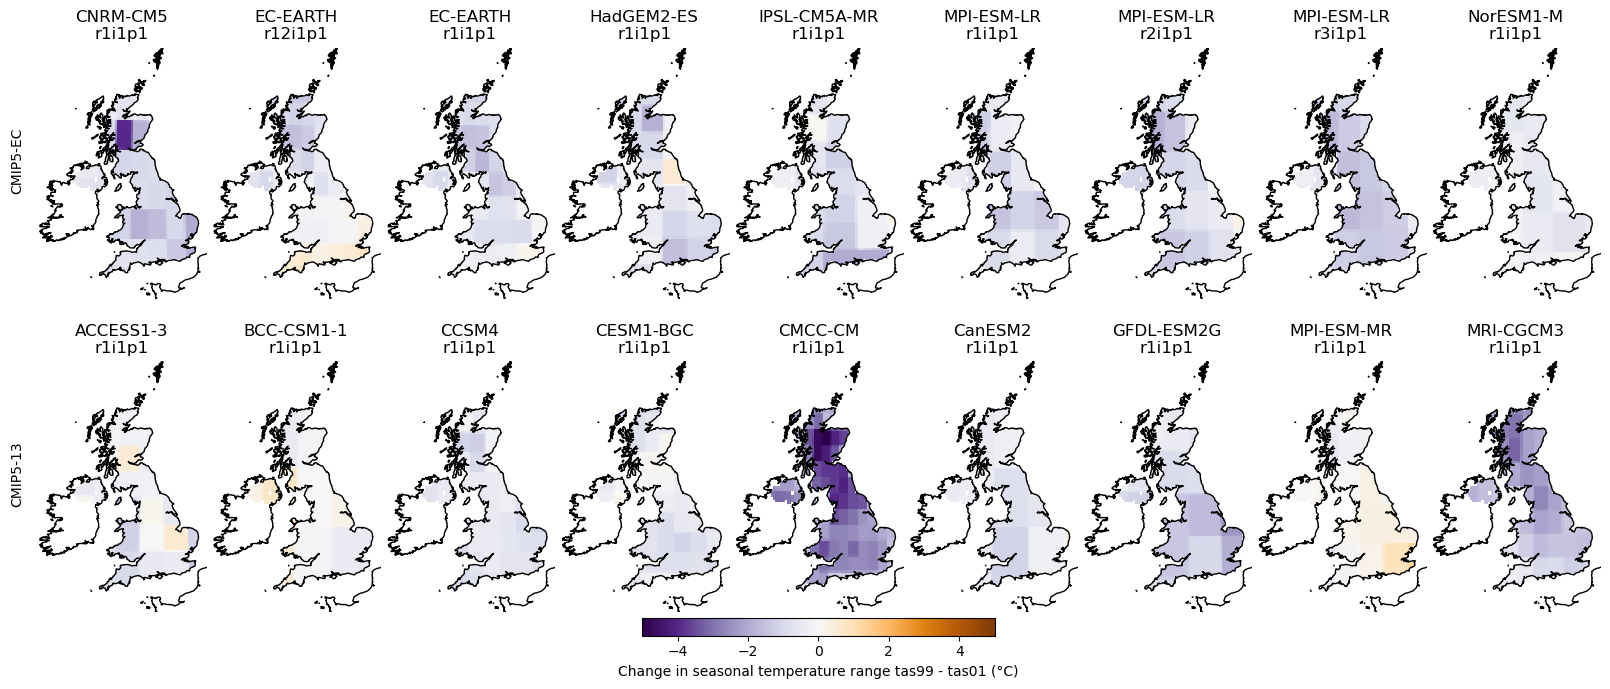 CNRM-CM5 EC-EARTH EC-EARTH HadGEM2-ES IPSL-CM5A-MR MPI-ESM-LR MPI-ESM-LR MPI-ESM-LR NorESM1-M
r1i1p1 r12i1p1 r1i1p1 r1i1p1 r1i1p1 r1i1p1 r2i1p1 r3i1p1 r1i1p1
CMIP5-EC
ACCESS1-3 BCC-CSM1-1 CCSM4 CESM1-BGC CMCC-CM CanESM2 GFDL-ESM2G MPI-ESM-MR MRI-CGCM3
r1i1p1 r1i1p1 r1i1p1 r1i1p1 r1i1p1 r1i1p1 r1i1p1 r1i1p1 r1i1p1
CMIP5-13
−4 −2 0 2 4
Change in seasonal temperature range tas99 - tas01 (°C)